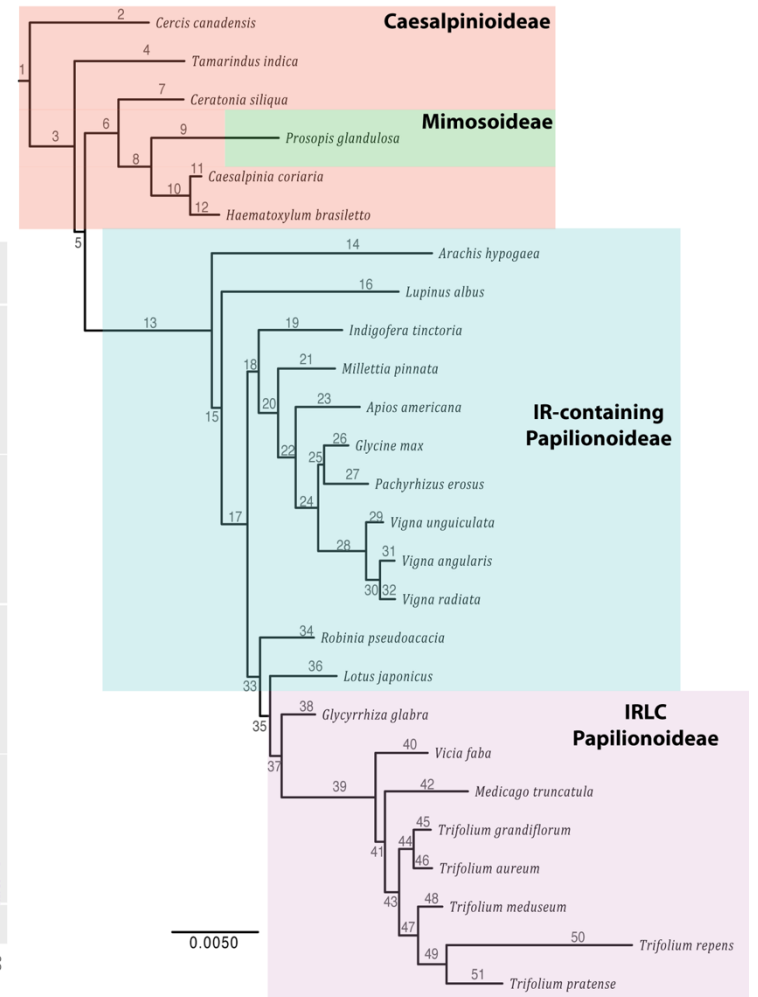 Caesalpinioideae
2
Cercis canadensis
4
Tamarindus indica
1
7
Ceratonia siliqua
Mimosoideae
6
3
9
Prosopis glandulosa
8
11
Caesalpinia coriaria
10
12
Haematoxylum brasiletto
5
14
Arachis hypogaea
16
Lupinus albus
13
19
Indigofera tinctoria
18
21
Millettia pinnata
20
23
Apios americana
15
IR-containing
Papilionoideae
22
26
Glycine max
25
27
Pachyrhizus erosus
24
17
29
Vigna unguiculata
28
31
Vigna angularis
30
32
Vigna radiata
34
Robinia pseudoacacia
33
36
Lotus japonicus
35
38
Glycyrrhiza glabra
IRLC
Papilionoideae
37
40
Vicia faba
39
42
Medicago truncatula
41
45
Trifolium grandiflorum
44
46
Trifolium aureum
43
48
Trifolium meduseum
47
50
Trifolium repens
49
51
Trifolium pratense
0.0050